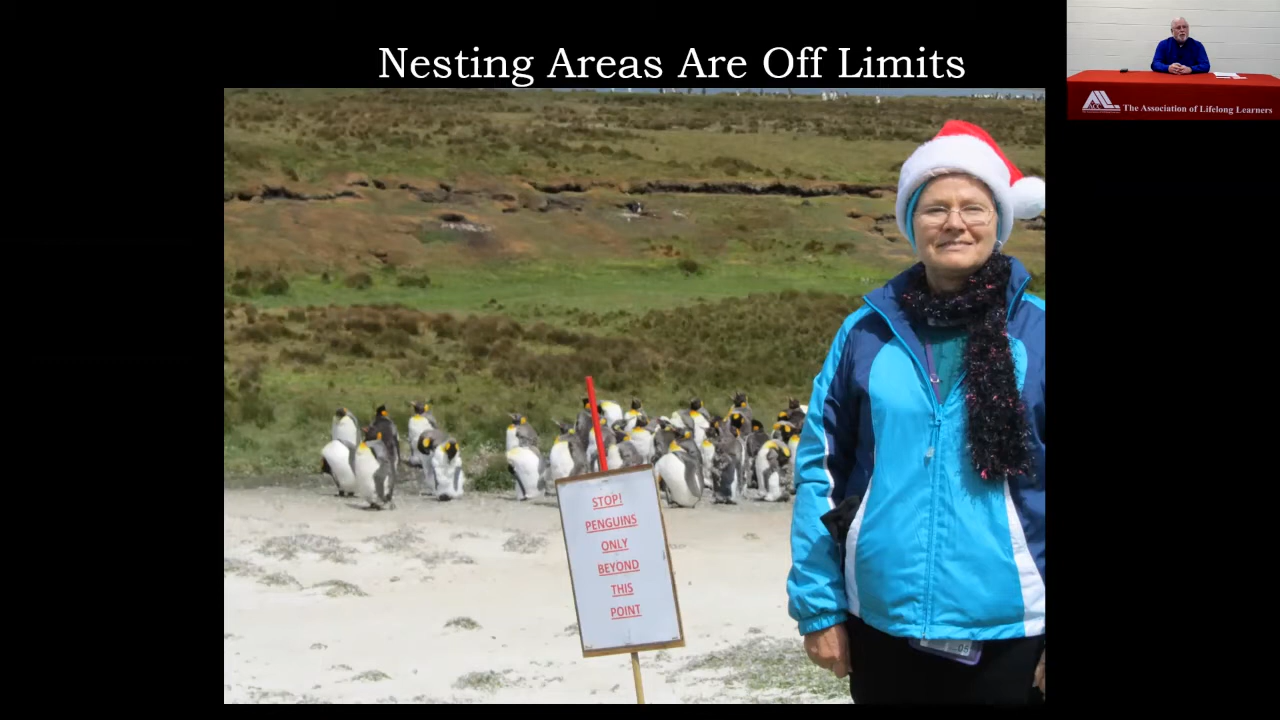 Nesting Areas Are Off Limits
The Association of Lifelong Learners
STOP!
PENGUINS
ONLY
BEYOND
THIS
POINT